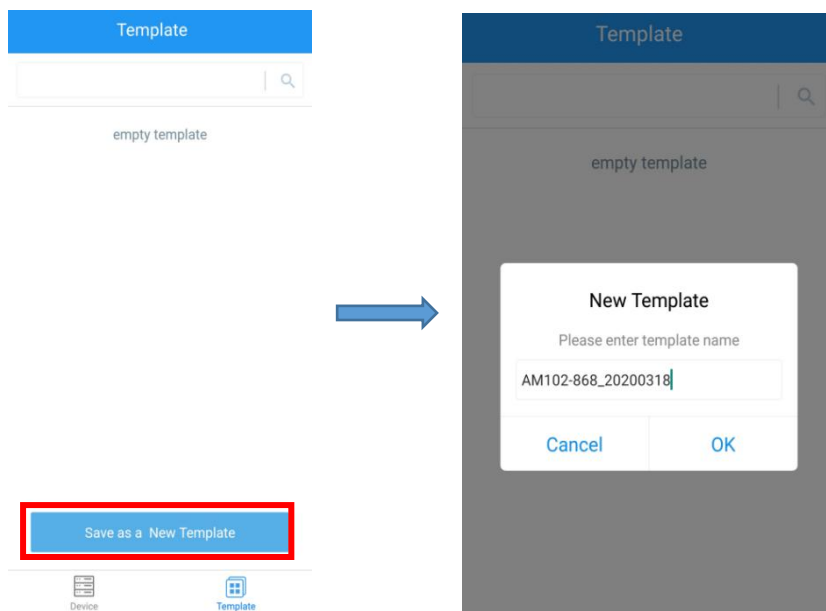 Template
empty template
Save as a New Template
Device
Template
Template
empty template
New Template
Please enter template name
AM102-868_20200318
Cancel
OK